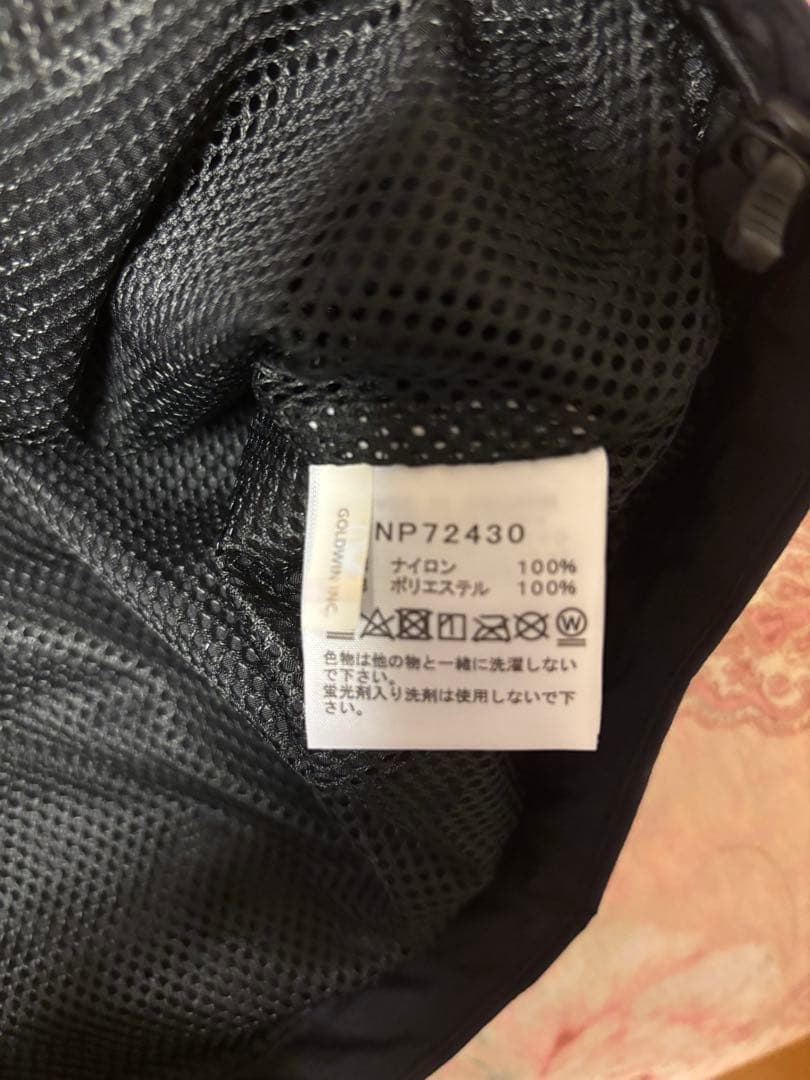 GOLDWIN INC.
NP72430
ナイロン 100%
ポリエステル 100%
W
色物は他の物と一緒に洗濯しない
で下さい。
蛍光剤入り洗剤は使用しないで下
さい。